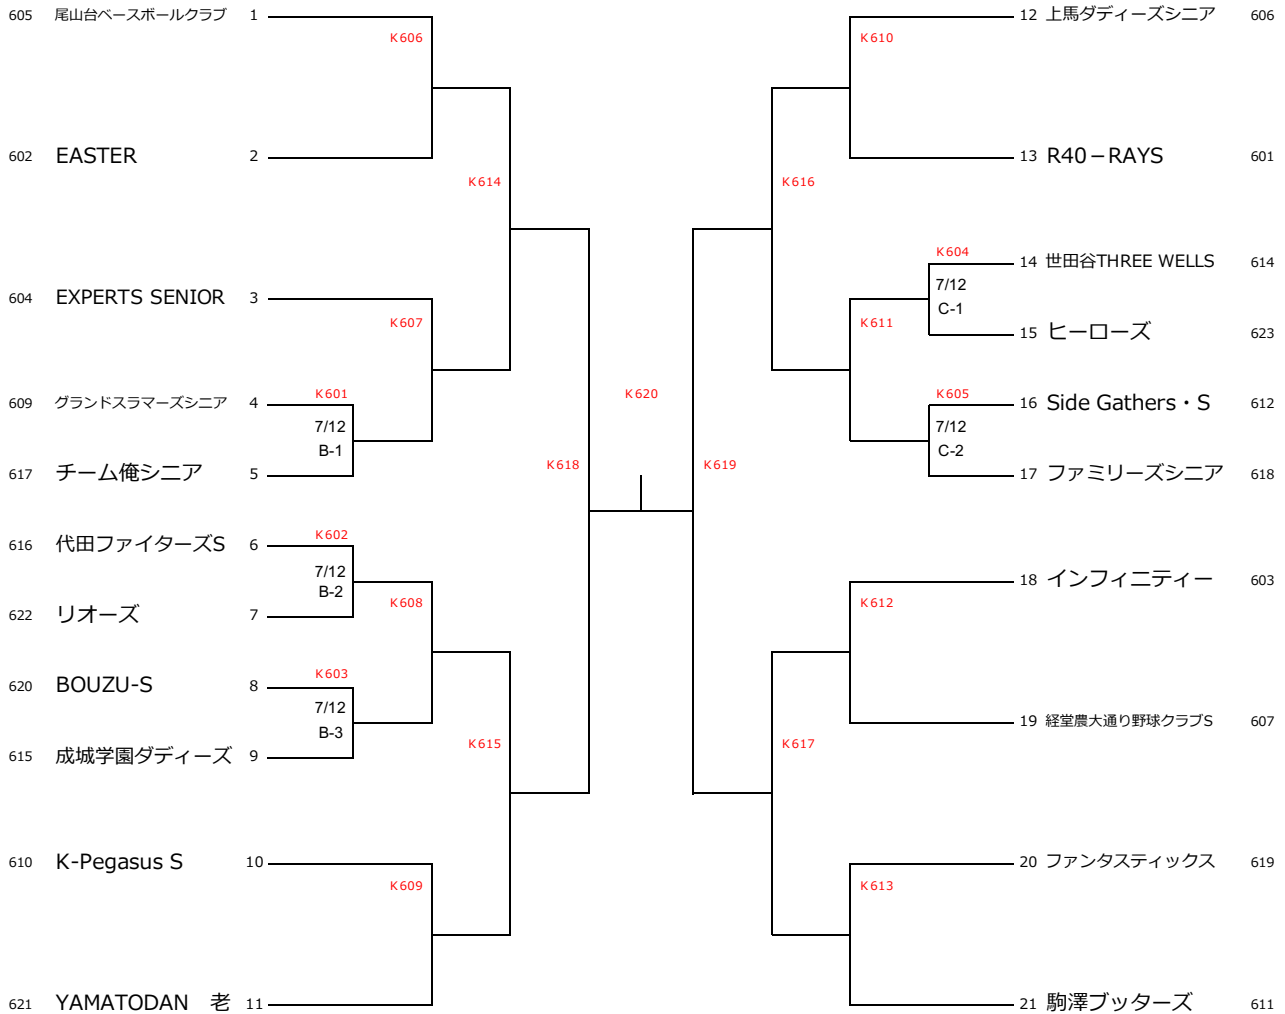 605 尾山台ベースボールクラブ 1
K606
602 EASTER 2
K614
604 EXPERTS SENIOR 3
K607
609 グランドスラマーズシニア 4
K601
7/12
B-1
617 チーム俺シニア 5
K618
616 代田ファイターズS 6
K602
7/12
B-2
622 リオーズ 7
K608
620 BOUZU-S 8
K603
7/12
B-3
615 成城学園ダディーズ 9
K615
610 K-Pegasus S 10
K609
621 YAMATODAN 老 11
K620
12 上馬ダディーズシニア 606
K610
13 R40－RAYS 601
K616
K604
14 世田谷THREE WELLS 614
7/12
C-1
K611
15 ヒーローズ 623
K605
16 Side Gathers・S 612
7/12
C-2
K619
17 ファミリーズシニア 618
18 インフィニティー 603
K612
19 経堂農大通り野球クラブS 607
K617
20 ファンタスティックス 619
K613
21 駒澤ブッターズ 611